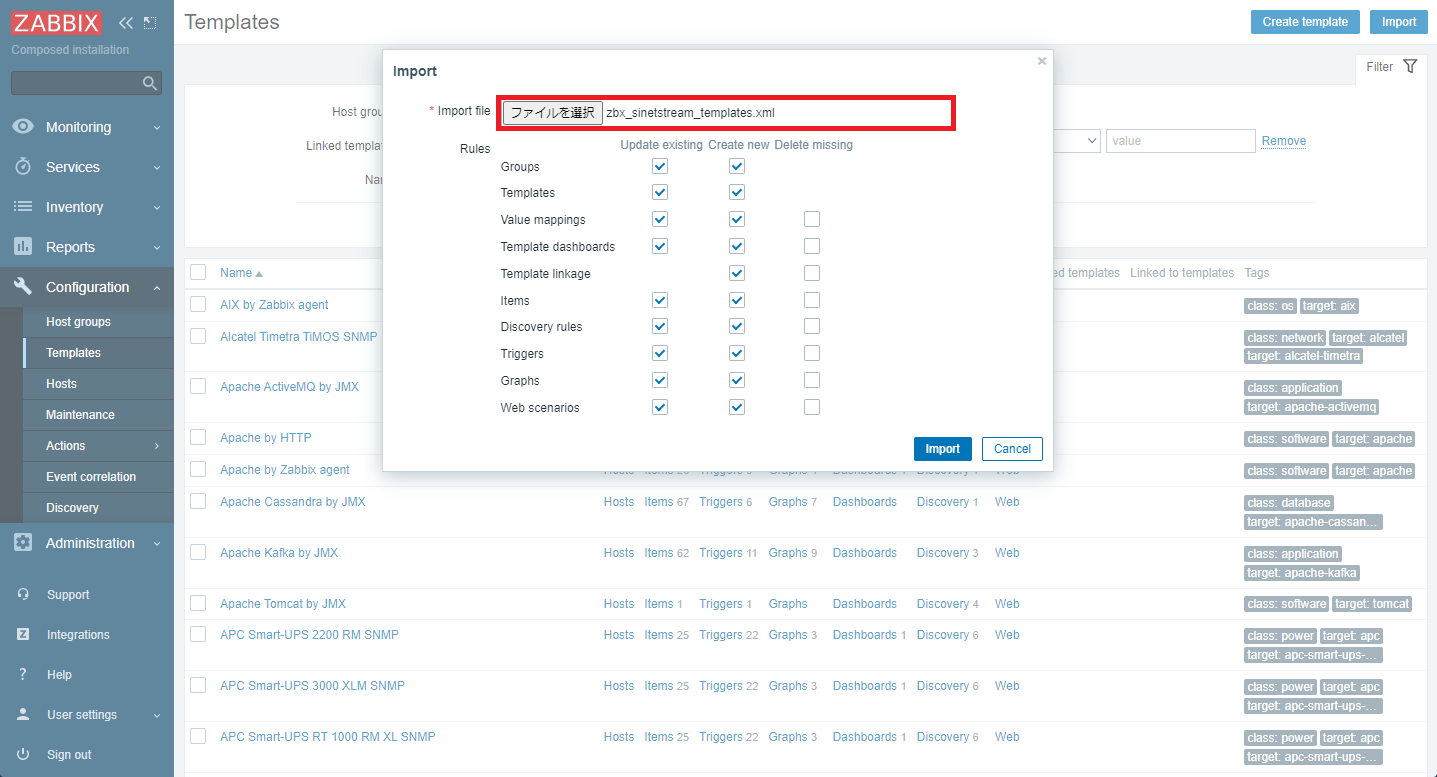 ZABBIX
Composed installation
Monitoring
Services
Inventory
Reports
Configuration
Host groups
Templates
Hosts
Maintenance
Actions
Event correlation
Discovery
Administration
Support
Integrations
Help
User settings
Sign out
Templates
Create template
Import
Filter
Host grou
Linked templat
Nar
value
Remove
Import
* Import file ファイルを選択 zbx_sinetstream_templates.xml
Rules Update existing Create new Delete missing
Groups
Templates
Value mappings
Template dashboards
Template linkage
Items
Discovery rules
Triggers
Graphs
Web scenarios
Import Cancel
Name ed templates Linked to templates Tags
AIX by Zabbix agent class: os target: aix
Alcatel Timetra TiMOS SNMP class: network target: alcatel
target: alcatel-timetra
Apache ActiveMQ by JMX class: application
target: apache-activemq
Apache by HTTP class: software target: apache
Apache by Zabbix agent Hosts Items Triggers Graphs Dashboards 1 Discovery 1 Web class: software target: apache
Apache Cassandra by JMX Hosts Items 67 Triggers 6 Graphs 7 Dashboards Discovery 1 Web class: database
target: apache-cassan...
Apache Kafka by JMX Hosts Items 62 Triggers 11 Graphs 9 Dashboards Discovery 3 Web class: application
target: apache-kafka
Apache Tomcat by JMX Hosts Items 1 Triggers 1 Graphs Dashboards Discovery 4 Web class: software target: tomcat
APC Smart-UPS 2200 RM SNMP Hosts Items 25 Triggers 22 Graphs 3 Dashboards 1 Discovery 6 Web class: power target: apc
target: apc-smart-ups-...
APC Smart-UPS 3000 XLM SNMP Hosts Items 25 Triggers 22 Graphs 3 Dashboards 1 Discovery 6 Web class: power target: apc
target: apc-smart-ups-...
APC Smart-UPS RT 1000 RM XL SNMP Hosts Items 25 Triggers 22 Graphs 3 Dashboards 1 Discovery 6 Web class: power target: apc
target: apc-smart-ups-...